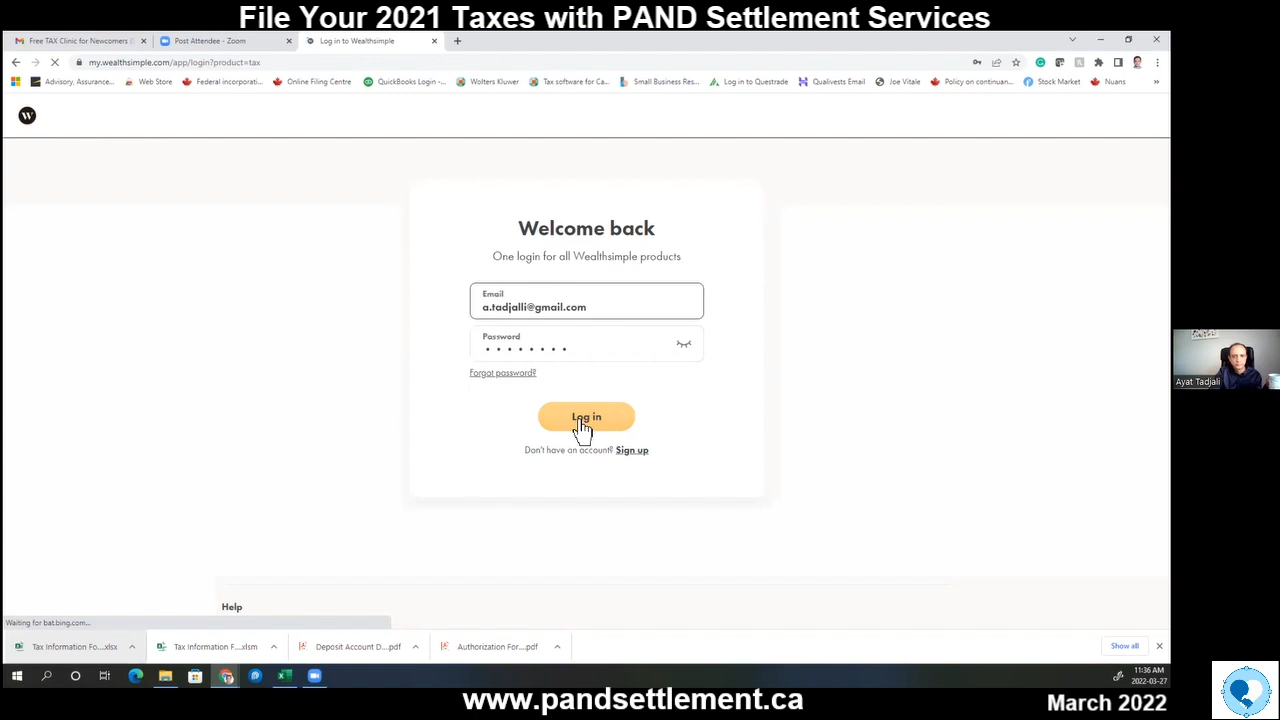 File Your 2021 Taxes with PAND Settlement Services
Free TAX Clinic for Newcomers (
Post Attendee - Zoom
Log in to Wealthsimple
my.wealthsimple.com/app/login?product=tax
Advisory, Assurance...
Web Store
Federal incorporati...
Online Filing Centre
QuickBooks Login -...
Wolters Kluwer
Tax software for Ca...
Small Business Res...
Log in to Questrade
Qualivests Email
Joe Vitale
Policy on continuan...
Stock Market
Nuans
W
Welcome back
One login for all Wealthsimple products
Email
a.tadjalli@gmail.com
Password
Forgot password?
Log in
Don't have an account? Sign up
Ayat Tadjali
Help
Waiting for bat.bing.com...
Tax Information Fo....xlsx
Tax Information F....xlsm
Deposit Account D....pdf
Authorization For....pdf
Show all
11:36 AM
2022-03-27
www.pandsettlement.ca
March 2022